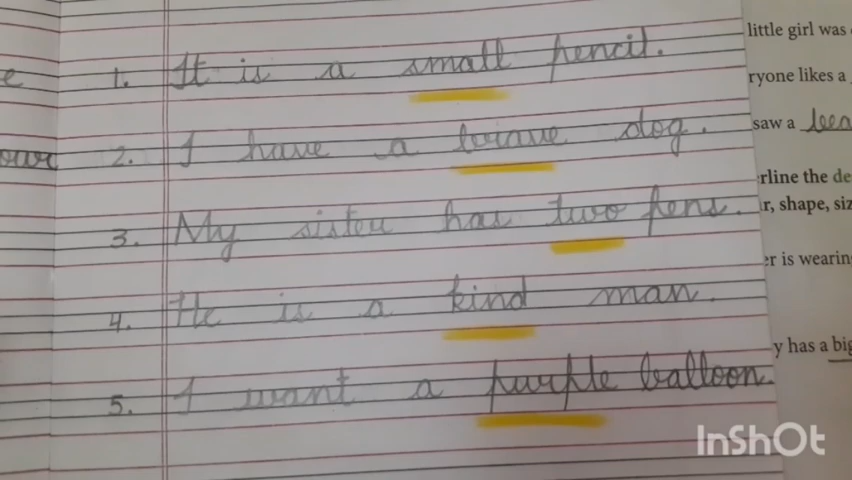 little girl was
1. It is a small pencil.
ryone likes a
2. I have a brave dog.
saw a
our
rline the de
3. My sister has two pens.
r, shape, siz
er is wearin
4. He is a kind man.
y has a big
5. I want a purple balloon.
InShOt